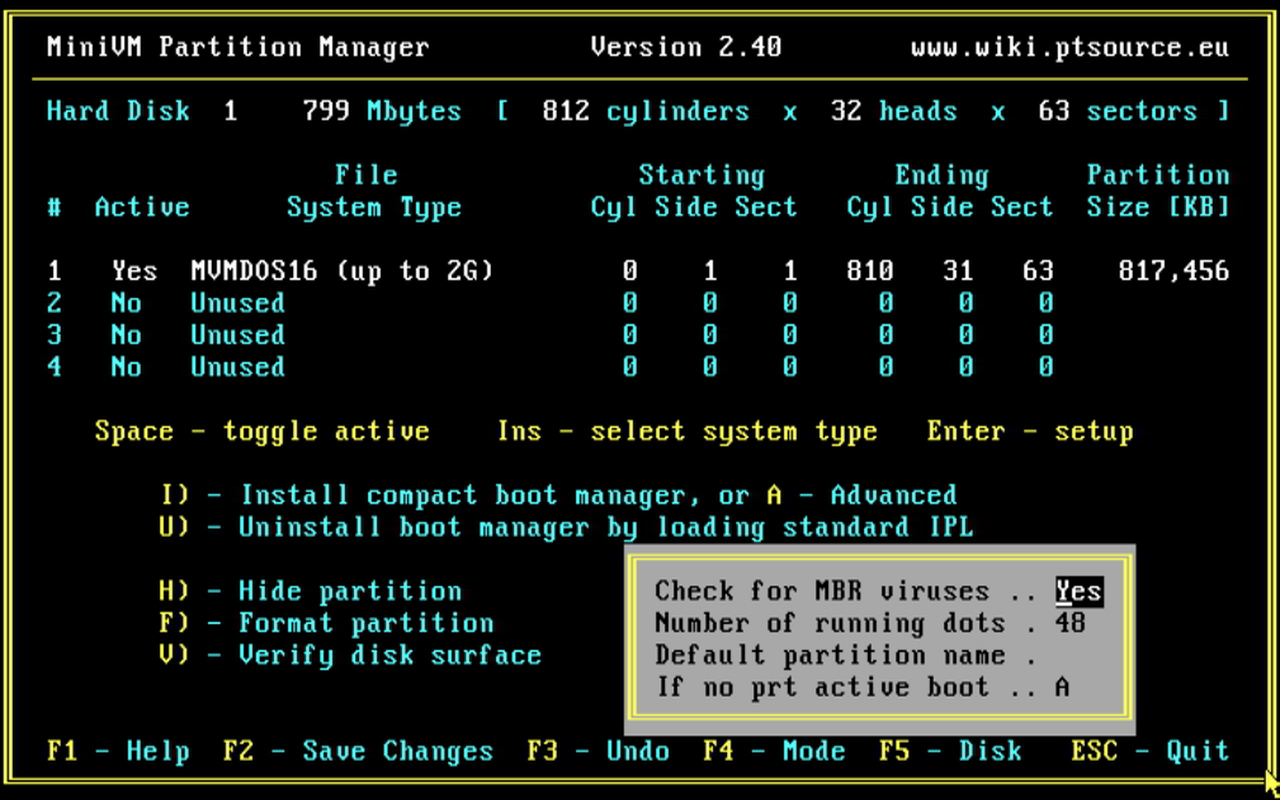 MiniVM Partition Manager Version 2.40 www.wiki.ptsource.eu
Hard Disk 1 799 Mbytes [ 812 cylinders x 32 heads x 63 sectors ]
File Starting Ending Partition
# Active System Type Cyl Side Sect Cyl Side Sect Size [KB]
1 Yes MVMDOS16 (up to 2G) 0 1 1 810 31 63 817,456
2 No Unused 0 0 0 0 0 0
3 No Unused 0 0 0 0 0 0
4 No Unused 0 0 0 0 0 0
Space - toggle active Ins - select system type Enter - setup
I) - Install compact boot manager, or A - Advanced
U) - Uninstall boot manager by loading standard IPL
H) - Hide partition
F) - Format partition
V) - Verify disk surface
Check for MBR viruses .. Yes
Number of running dots . 48
Default partition name .
If no prt active boot .. A
F1 - Help F2 - Save Changes F3 - Undo F4 - Mode F5 - Disk ESC - Quit